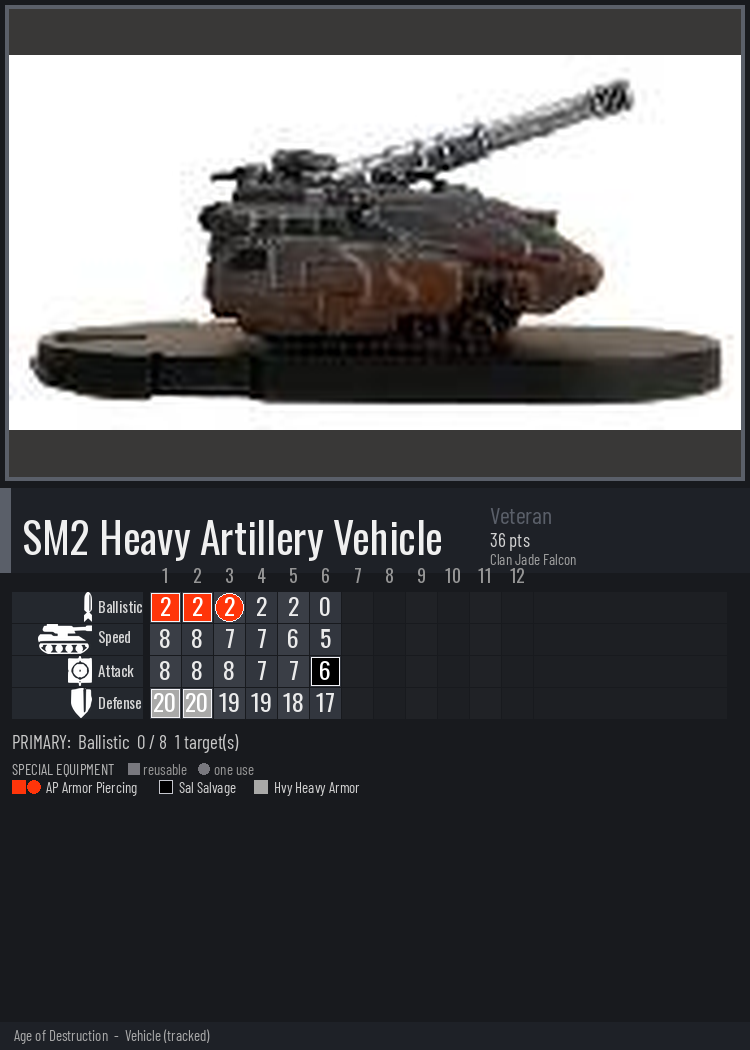 SM2 Heavy Artillery Vehicle
Veteran
36 pts
Clan Jade Falcon
1 2 3 4 5 6 7 8 9 10 11 12
Ballistic 2 2 2 2 2 0
Speed 8 8 7 7 6 5
Attack 8 8 8 7 7 6
Defense 20 20 19 19 18 17
PRIMARY: Ballistic 0 / 8 1 target(s)
SPECIAL EQUIPMENT reusable one use
AP Armor Piercing Sal Salvage Hvy Heavy Armor
Age of Destruction - Vehicle (tracked)